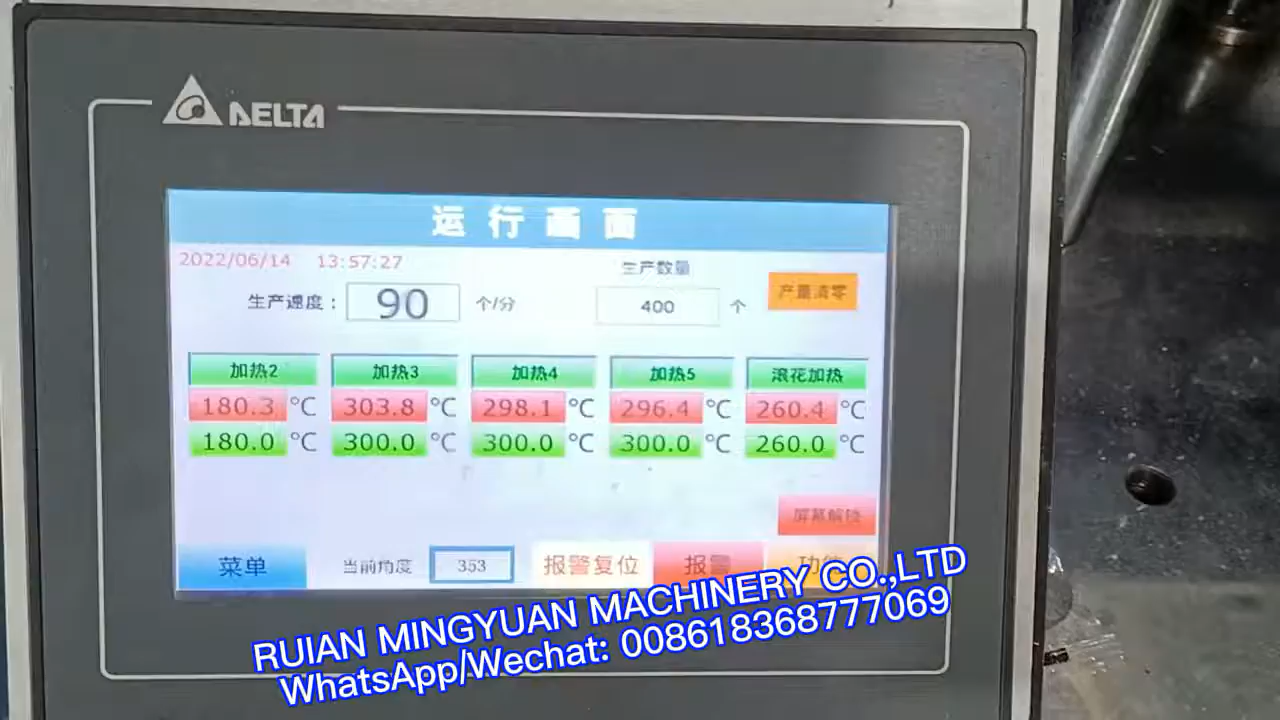 DELTA
运行画面
2022/06/14 13:57:27
生产数量
产量清零
生产速度： 90 个/分
400 个
加热2 加热3 加热4 加热5 滚花加热
180.3 °C 303.8 °C 298.1 °C 296.4 °C 260.4 °C
180.0 °C 300.0 °C 300.0 °C 300.0 °C 260.0 °C
屏幕解锁
菜单 当前角度 353 报警复位 报警 功能
RUIAN MINGYUAN MACHINERY CO.,LTD
WhatsApp/Wechat: 008618368777069